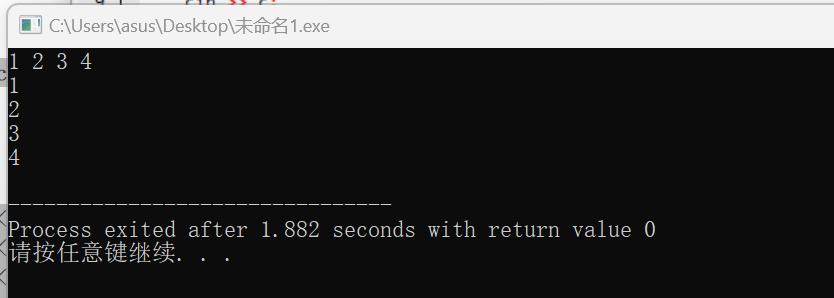 C:\Users\asus\Desktop\未命名1.exe
1 2 3 4
1
2
3
4
--------------------------------
Process exited after 1.882 seconds with return value 0
请按任意键继续. . .